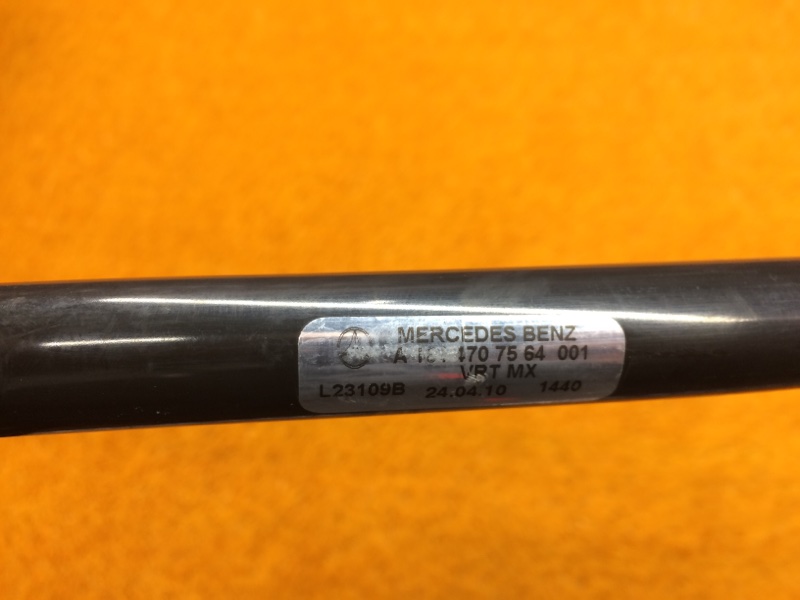 MERCEDES BENZ
A 470 75 64 001
VRT MX
L23109B 24.04.10 1440